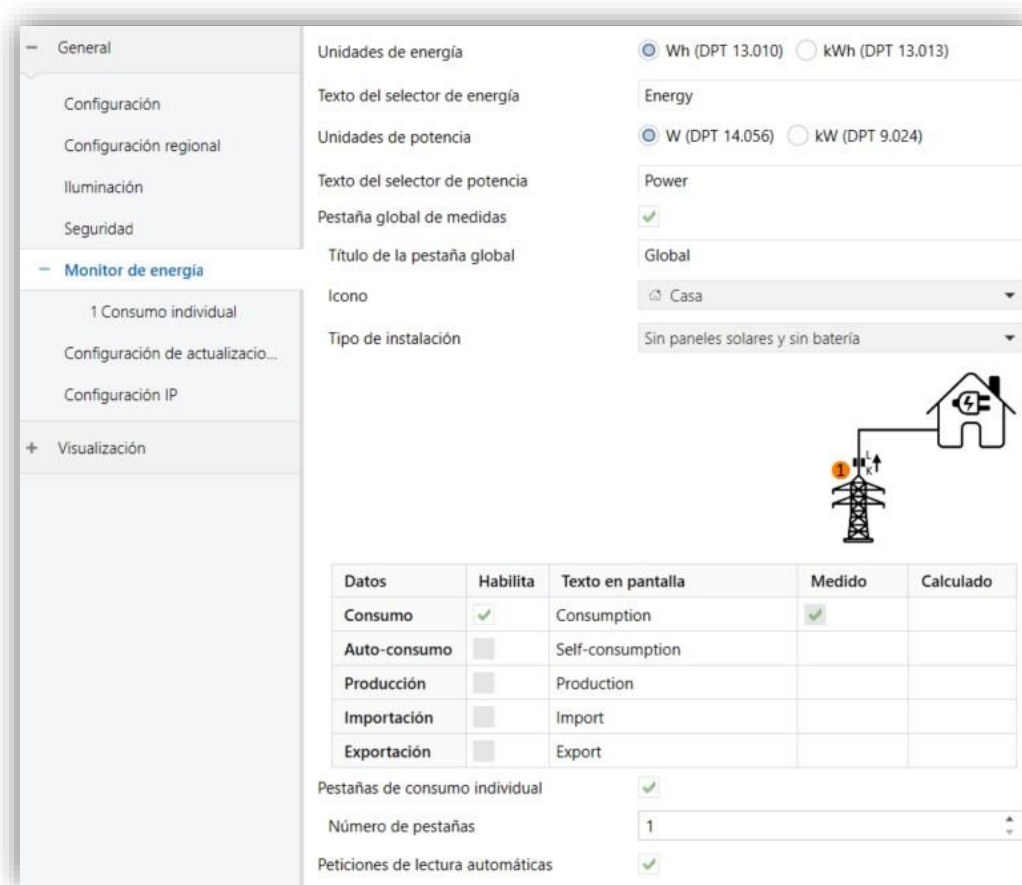 − General
Configuración
Configuración regional
Iluminación
Seguridad
− Monitor de energía
1 Consumo individual
Configuración de actualizacio...
Configuración IP
+ Visualización
Unidades de energía Wh (DPT 13.010) kWh (DPT 13.013)
Texto del selector de energía Energy
Unidades de potencia W (DPT 14.056) kW (DPT 9.024)
Texto del selector de potencia Power
Pestaña global de medidas
Título de la pestaña global Global
Icono Casa
Tipo de instalación Sin paneles solares y sin batería
1 L
K
Datos Habilita Texto en pantalla Medido Calculado
Consumo Consumption
Auto-consumo Self-consumption
Producción Production
Importación Import
Exportación Export
Pestañas de consumo individual
Número de pestañas 1
Peticiones de lectura automáticas